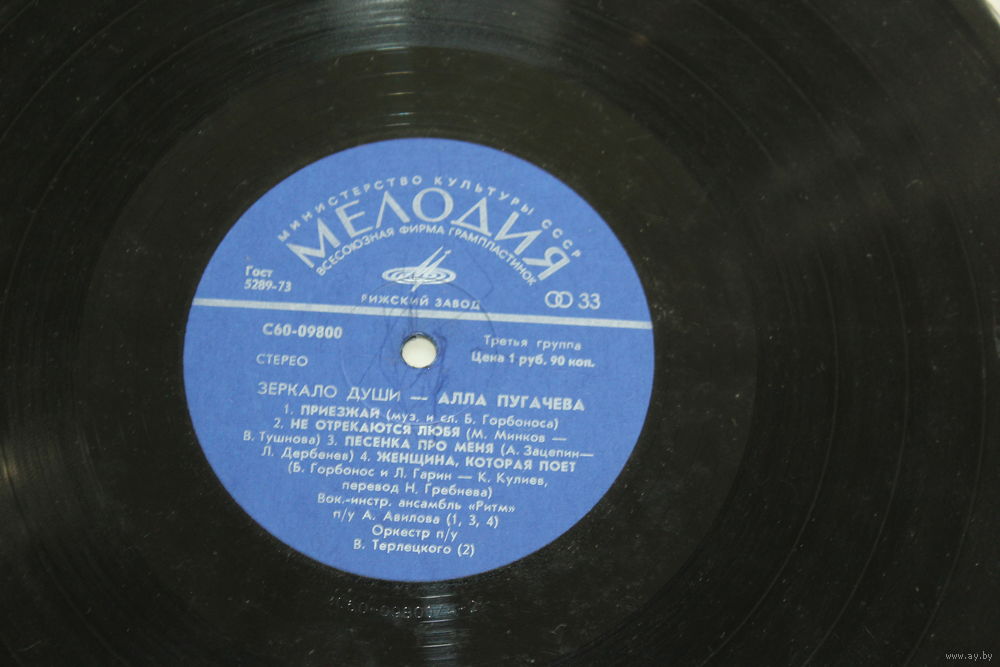 МИНИСТЕРСТВО КУЛЬТУРЫ СССР
МЕЛОДИЯ
ВСЕСОЮЗНАЯ ФИРМА ГРАМПЛАСТИНОК
Гост
5289-73
33
РИЖСКИЙ ЗАВОД
С60-09800
Третья группа
СТЕРЕО
Цена 1 руб. 90 коп.
ЗЕРКАЛО ДУШИ — АЛЛА ПУГАЧЕВА
1. ПРИЕЗЖАЙ (муз. и сл. Б. Горбоноса)
2. НЕ ОТРЕКАЮТСЯ ЛЮБЯ (М. Минков —
В. Тушнова) 3. ПЕСЕНКА ПРО МЕНЯ (А. Зацепин—
Л. Дербенев) 4. ЖЕНЩИНА, КОТОРАЯ ПОЕТ
(Б. Горбонос и Л. Гарин — К. Кулиев,
перевод Н. Гребнева)
Вок.-инстр. ансамбль «Ритм»
п/у А. Авилова (1, 3, 4)
Оркестр п/у
В. Терлецкого (2)
www.ay.by